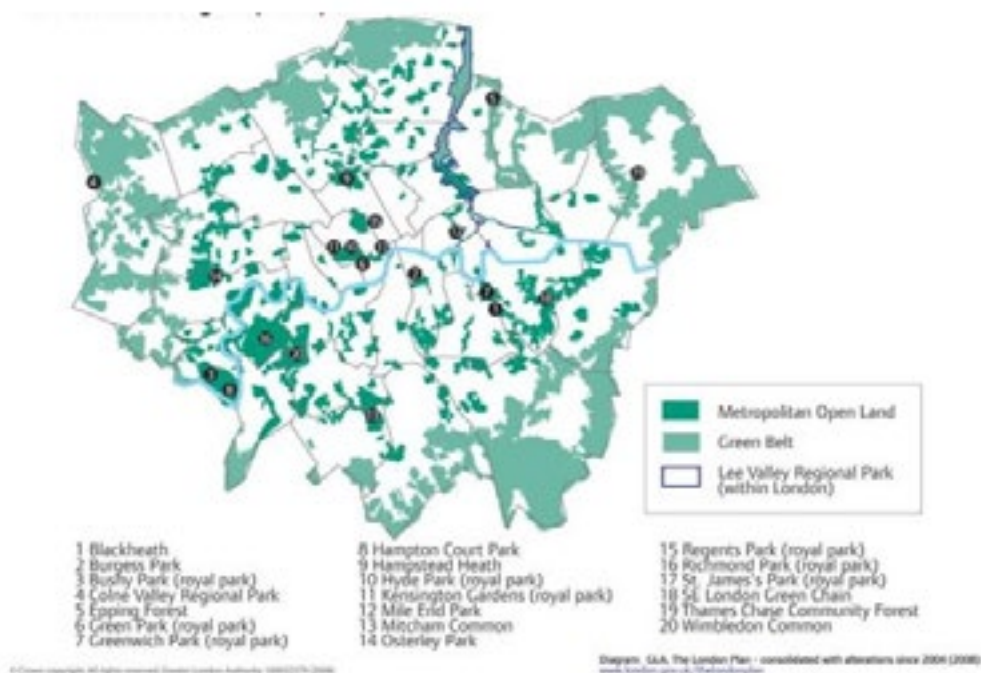 Metropolitan Open Land
Green Belt
Lee Valley Regional Park
(within London)
1 Blackheath
2 Burgess Park
3 Bushy Park (royal park)
4 Colne Valley Regional Park
5 Epping Forest
6 Green Park (royal park)
7 Greenwich Park (royal park)
8 Hampton Court Park
9 Hampstead Heath
10 Hyde Park (royal park)
11 Kensington Gardens (royal park)
12 Mile End Park
13 Mitcham Common
14 Osterley Park
15 Regents Park (royal park)
16 Richmond Park (royal park)
17 St. James's Park (royal park)
18 SE London Green Chain
19 Thames Chase Community Forest
20 Wimbledon Common
Diagram: GLA, The London Plan - consolidated with alterations since 2004 (2008)